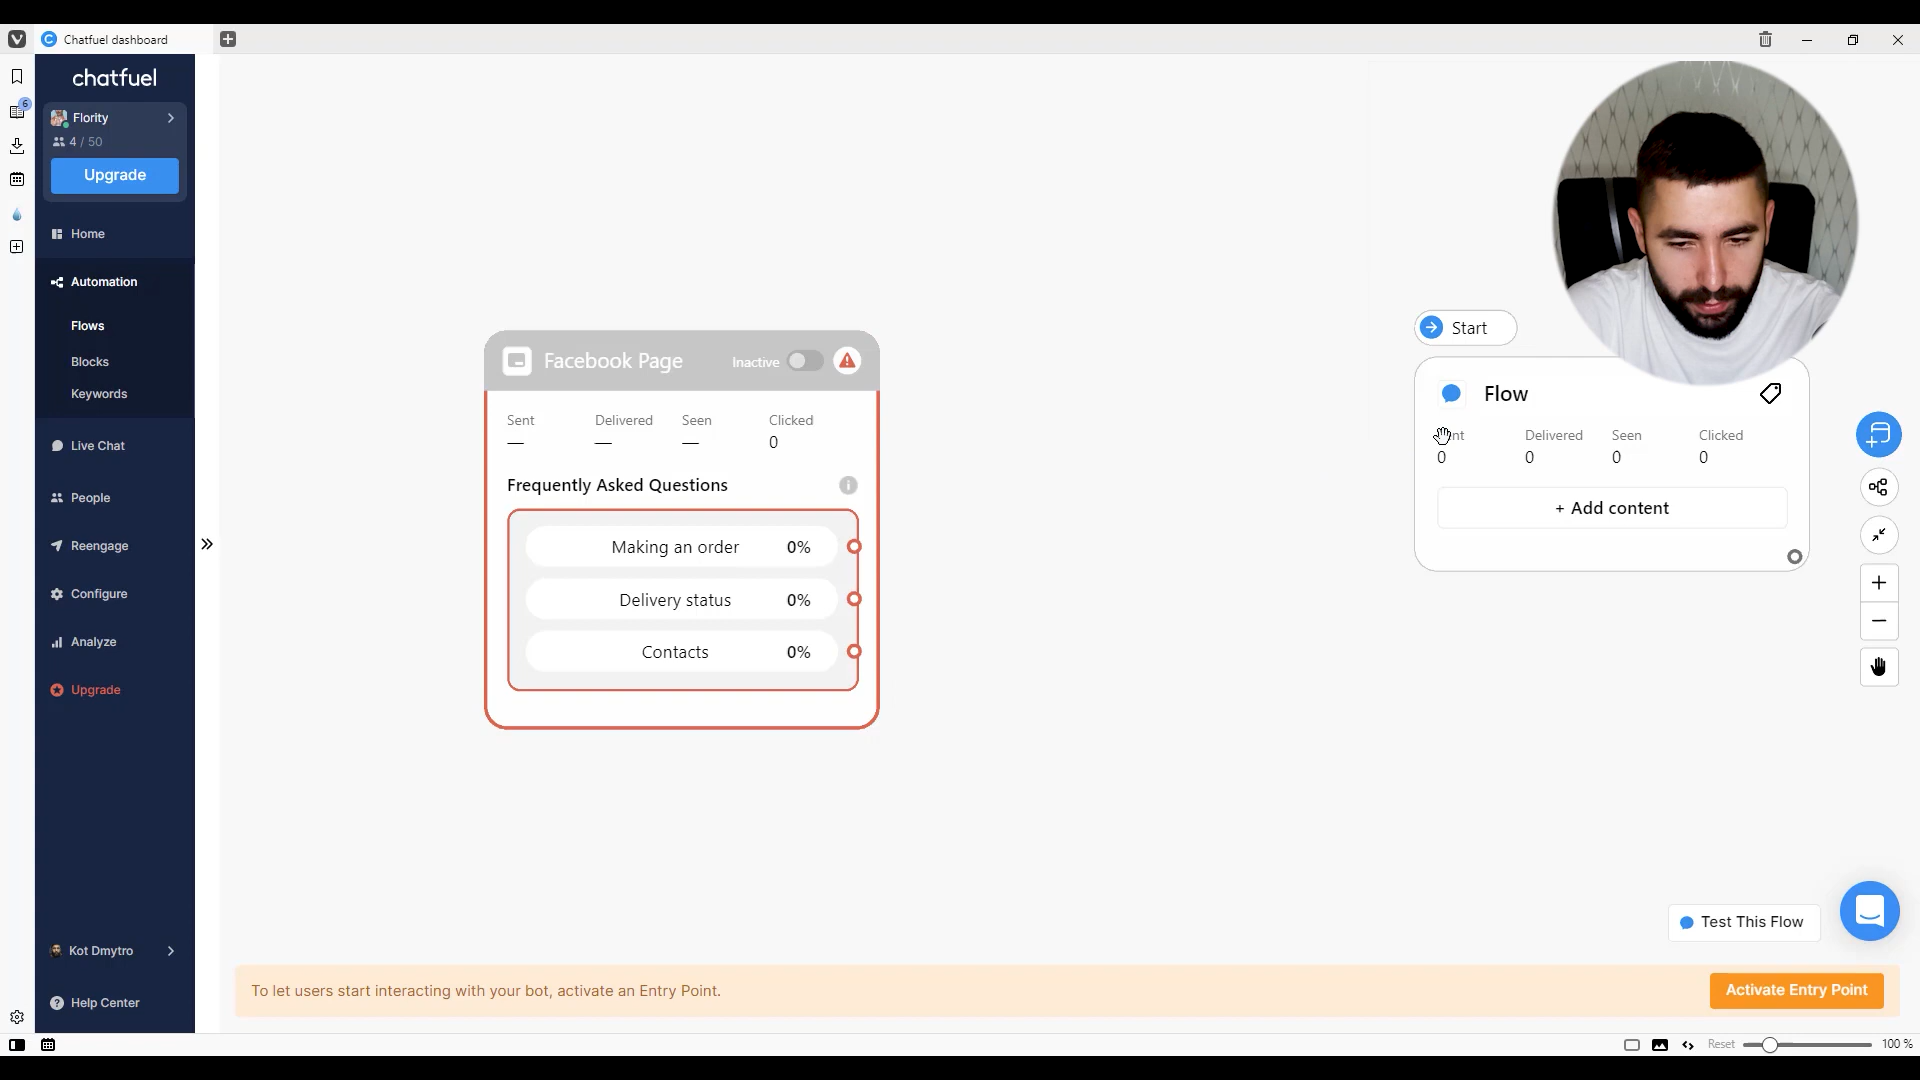 Chatfuel dashboard
chatfuel
6
Flority
4 / 50
Upgrade
Home
Automation
Flows
Blocks
Keywords
Live Chat
People
Reengage
Configure
Analyze
Upgrade
Kot Dmytro
Help Center
Facebook Page
Inactive
Sent
Delivered
Seen
Clicked
—
—
—
0
Frequently Asked Questions
Making an order 0%
Delivery status 0%
Contacts 0%
Start
Flow
Delivered
Seen
Clicked
0
0
0
0
+ Add content
Test This Flow
To let users start interacting with your bot, activate an Entry Point.
Activate Entry Point
Reset
100 %